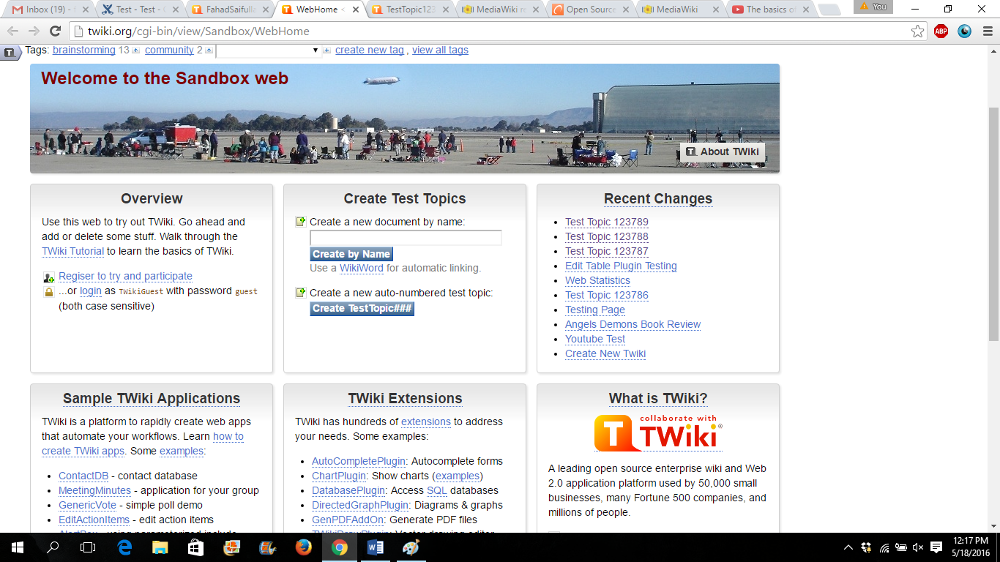 Inbox (19) -
Test - Test - C
FahadSaifulla
WebHome <
TestTopic123
MediaWiki re
Open Source
MediaWiki
The basics of
You
twiki.org/cgi-bin/view/Sandbox/WebHome
ABP
T
Tags: brainstorming 13 community 2 create new tag , view all tags
Welcome to the Sandbox web
T About TWiki
Overview
Use this web to try out TWiki. Go ahead and
add or delete some stuff. Walk through the
TWiki Tutorial to learn the basics of TWiki.
Regiser to try and participate
...or login as TWikiGuest with password guest
(both case sensitive)
Create Test Topics
Create a new document by name:
Create by Name
Use a WikiWord for automatic linking.
Create a new auto-numbered test topic:
Create TestTopic###
Recent Changes
Test Topic 123789
Test Topic 123788
Test Topic 123787
Edit Table Plugin Testing
Web Statistics
Test Topic 123786
Testing Page
Angels Demons Book Review
Youtube Test
Create New Twiki
Sample TWiki Applications
TWiki is a platform to rapidly create web apps
that automate your workflows. Learn how to
create TWiki apps. Some examples:
ContactDB - contact database
MeetingMinutes - application for your group
GenericVote - simple poll demo
EditActionItems - edit action items
AlertBox - using parameterized include
TWiki Extensions
TWiki has hundreds of extensions to address
your needs. Some examples:
AutoCompletePlugin: Autocomplete forms
ChartPlugin: Show charts (examples)
DatabasePlugin: Access SQL databases
DirectedGraphPlugin: Diagrams & graphs
GenPDFAddOn: Generate PDF files
TWikiDrawPlugin: Vector drawing editor
What is TWiki?
collaborate with
T TWiki®
A leading open source enterprise wiki and Web
2.0 application platform used by 50,000 small
businesses, many Fortune 500 companies, and
millions of people.
12:17 PM
5/18/2016